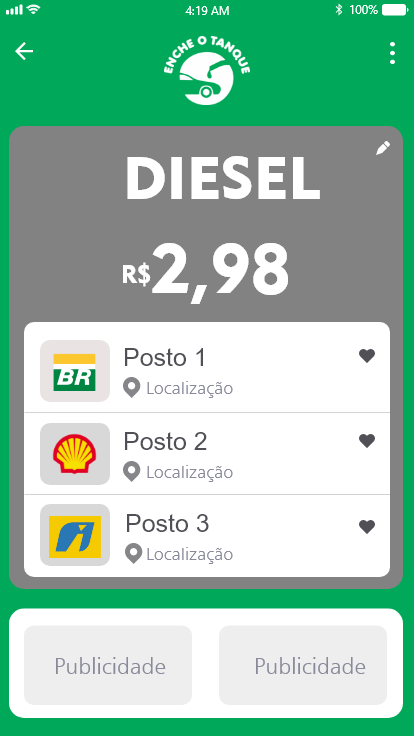 4:19 AM
100%
ENCHE O TANQUE
DIESEL
R$2,98
BR
Posto 1
Localização
Posto 2
Localização
Posto 3
Localização
Publicidade
Publicidade